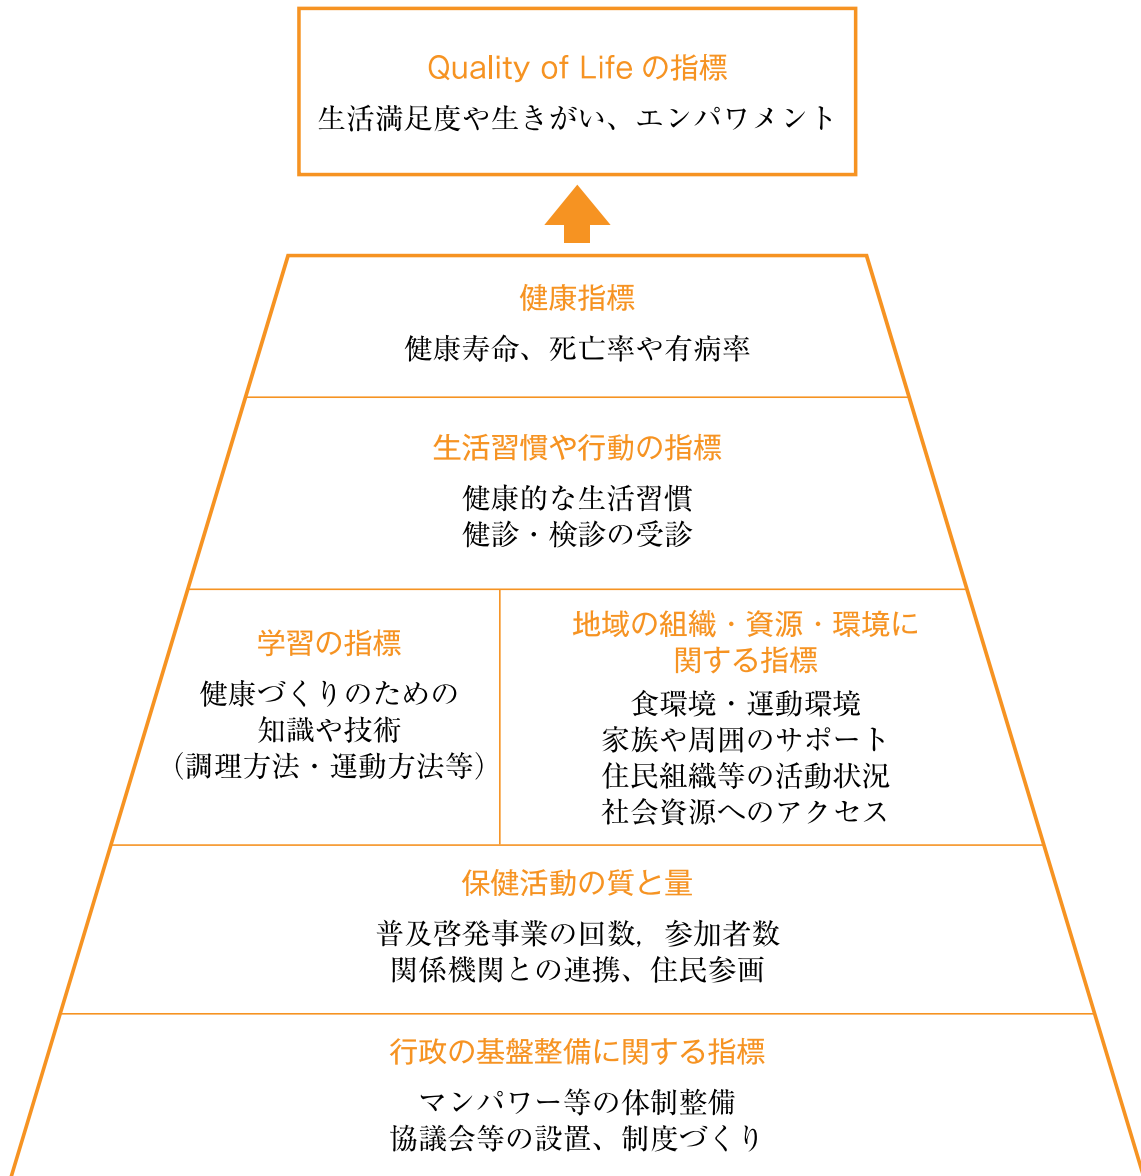 Quality of Life の指標
生活満足度や生きがい、エンパワメント
健康指標
健康寿命、死亡率や有病率
生活習慣や行動の指標
健康的な生活習慣
健診・検診の受診
学習の指標
健康づくりのための
知識や技術
（調理方法・運動方法等）
地域の組織・資源・環境に
関する指標
食環境・運動環境
家族や周囲のサポート
住民組織等の活動状況
社会資源へのアクセス
保健活動の質と量
普及啓発事業の回数，参加者数
関係機関との連携、住民参画
行政の基盤整備に関する指標
マンパワー等の体制整備
協議会等の設置、制度づくり